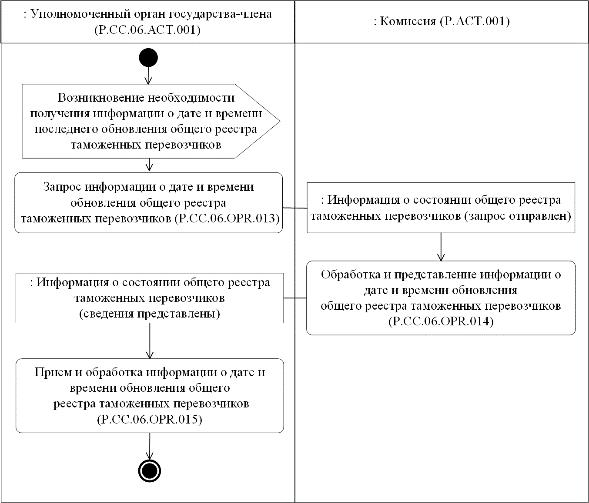 : Уполномоченный орган государства-члена
(P.CC.06.ACT.001)
: Комиссия (P.ACT.001)
Возникновение необходимости
получения информации о дате и времени
последнего обновления общего реестра
таможенных перевозчиков
Запрос информации о дате и времени
обновления общего реестра
таможенных перевозчиков (P.CC.06.OPR.013)
: Информация о состоянии общего реестра
таможенных перевозчиков (запрос отправлен)
Обработка и представление информации о
дате и времени обновления
общего реестра таможенных перевозчиков
(P.CC.06.OPR.014)
: Информация о состоянии общего реестра
таможенных перевозчиков
(сведения представлены)
Прием и обработка информации о дате и
времени обновления общего
реестра таможенных перевозчиков
(P.CC.06.OPR.015)